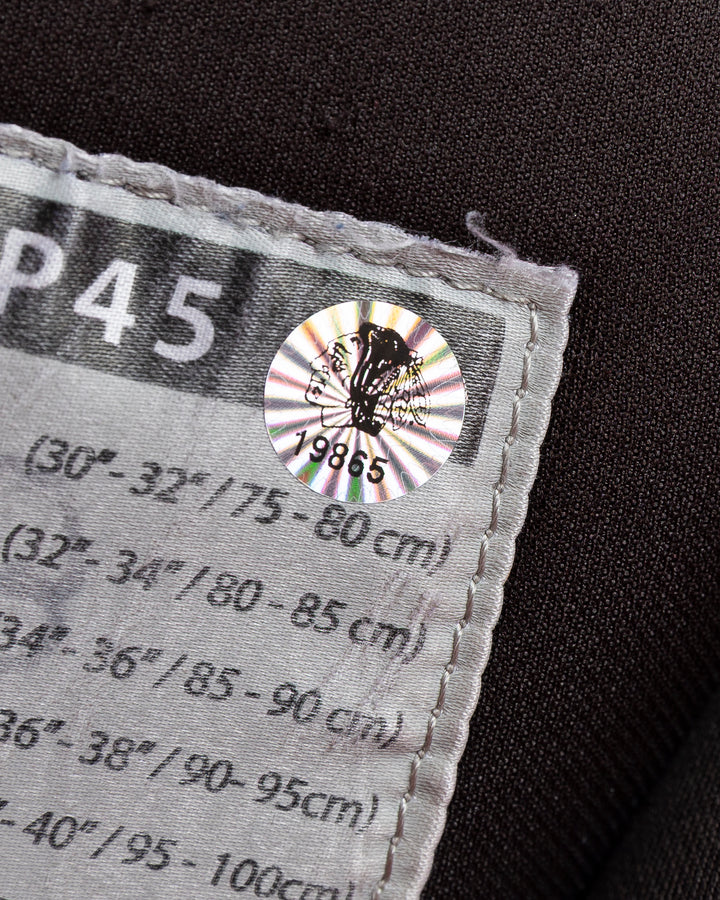 P45
19865
(30"- 32" / 75 - 80 cm)
(32"- 34" / 80 - 85 cm)
34"- 36" / 85 - 90 cm)
36"- 38" / 90- 95cm)
"- 40" / 95 - 100cm)